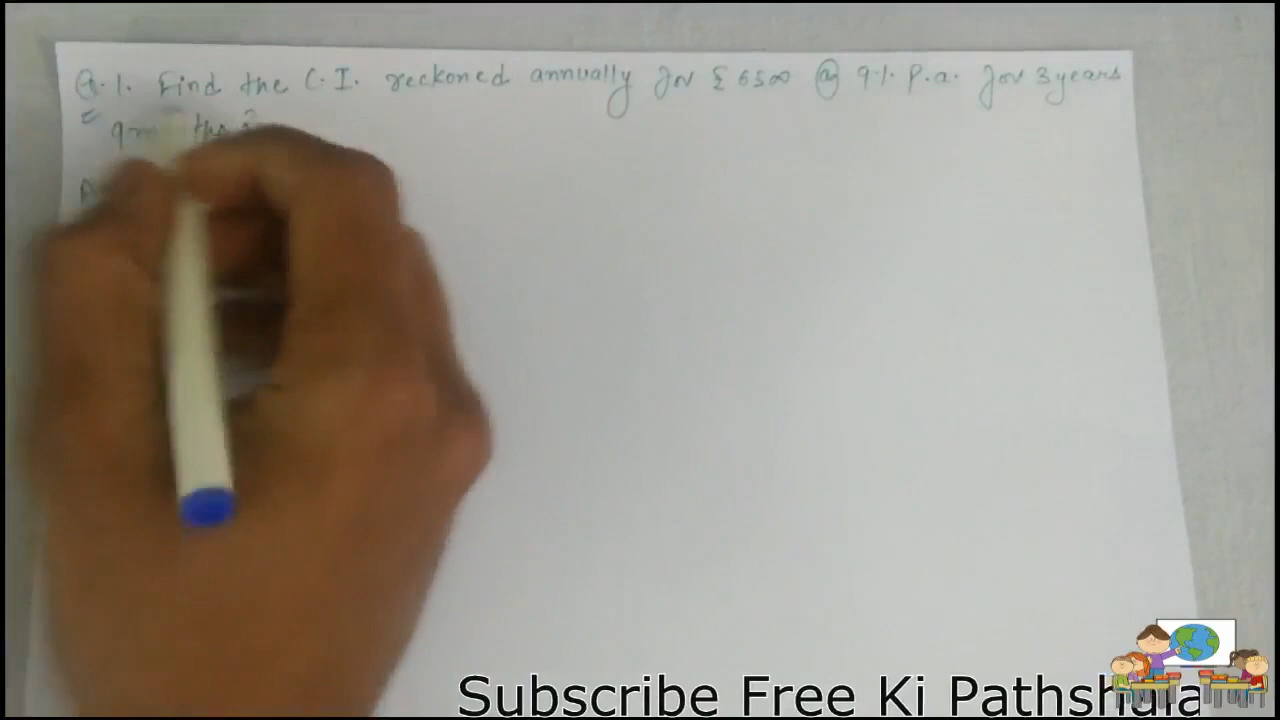 Q.1. Find the C.I. reckoned annually for ₹ 6500 @ 9% p.a. for 3 years
Subscribe Free Ki Pathshala